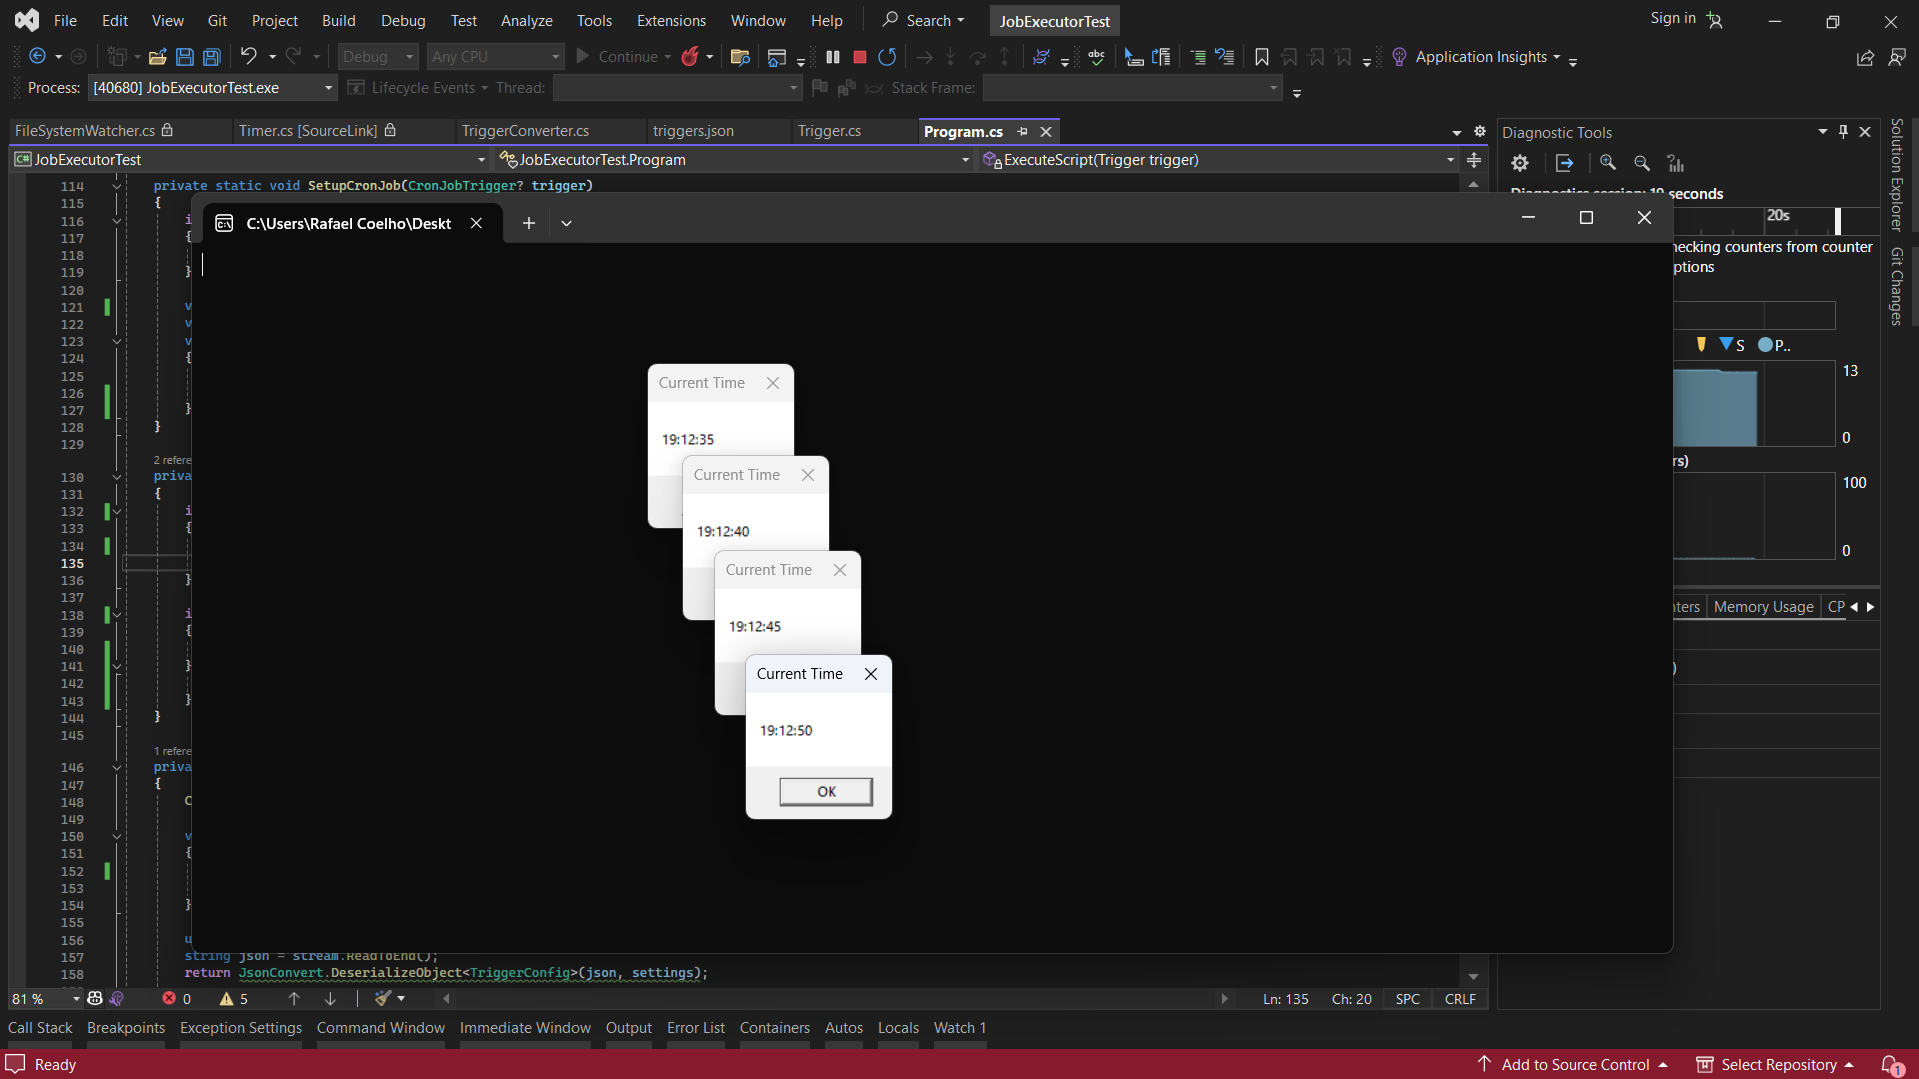 File Edit View Git Project Build Debug Test Analyze Tools Extensions Window Help Search JobExecutorTest Sign in
Debug Any CPU Continue Application Insights
Process: [40680] JobExecutorTest.exe Lifecycle Events Thread: Stack Frame:
FileSystemWatcher.cs Timer.cs [SourceLink] TriggerConverter.cs triggers.json Trigger.cs Program.cs
JobExecutorTest JobExecutorTest.Program ExecuteScript(Trigger trigger)
Diagnostic Tools
Solution Explorer
Git Changes
114 private static void SetupCronJob(CronJobTrigger? trigger)
115 {
116 i
117 {
118
119 }
120
121 v
122 v
123 v
124 {
125
126
127 }
128 }
129
2 refere
130 priva
131 {
132 i
133 {
134
135
136 }
137
138 i
139 {
140
141 }
142
143 }
144 }
145
1 refere
146 priva
147 {
148 C
149
150 v
151 {
152
153
154 }
155
156 u
157 string json = stream.ReadToEnd();
158 return JsonConvert.DeserializeObject<TriggerConfig>(json, settings);
C:\Users\Rafael Coelho\Deskt
Current Time
19:12:35
Current Time
19:12:40
Current Time
19:12:45
Current Time
19:12:50
OK
Diagnostics session: 19 seconds
20s
hecking counters from counter
ptions
S P..
13
0
rs)
100
0
nters Memory Usage CP
)
81 % 0 5 Ln: 135 Ch: 20 SPC CRLF
Call Stack Breakpoints Exception Settings Command Window Immediate Window Output Error List Containers Autos Locals Watch 1
Ready Add to Source Control Select Repository 1